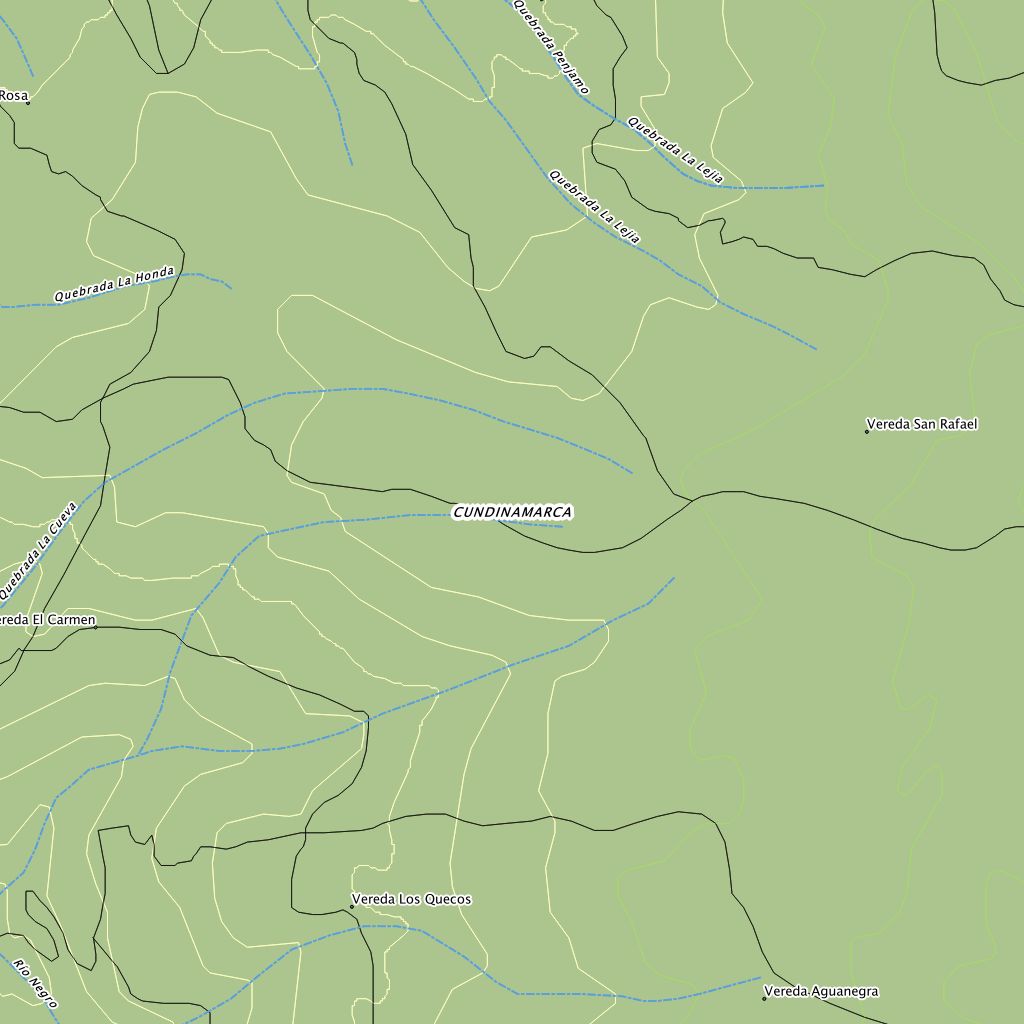 Quebrada Penjamo
Rosa
Quebrada La Lejia
Quebrada La Lejia
Quebrada La Honda
Vereda San Rafael
CUNDINAMARCA
Quebrada La Cueva
ereda El Carmen
Vereda Los Quecos
Río Negro
Vereda Aguanegra